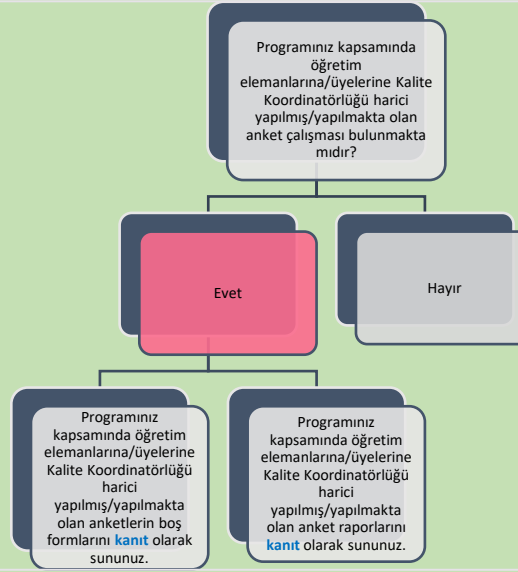 Programınız kapsamında
öğretim
elemanlarına/üyelerine Kalite
Koordinatörlüğü harici
yapılmış/yapılmakta olan
anket çalışması bulunmakta
mıdır?
Evet
Hayır
Programınız
kapsamında öğretim
elemanlarına/üyelerine
Kalite Koordinatörlüğü
harici
yapılmış/yapılmakta
olan anketlerin boş
formlarını kanıt olarak
sununuz.
Programınız
kapsamında öğretim
elemanlarına/üyelerine
Kalite Koordinatörlüğü
harici
yapılmış/yapılmakta
olan anket raporlarını
kanıt olarak sununuz.